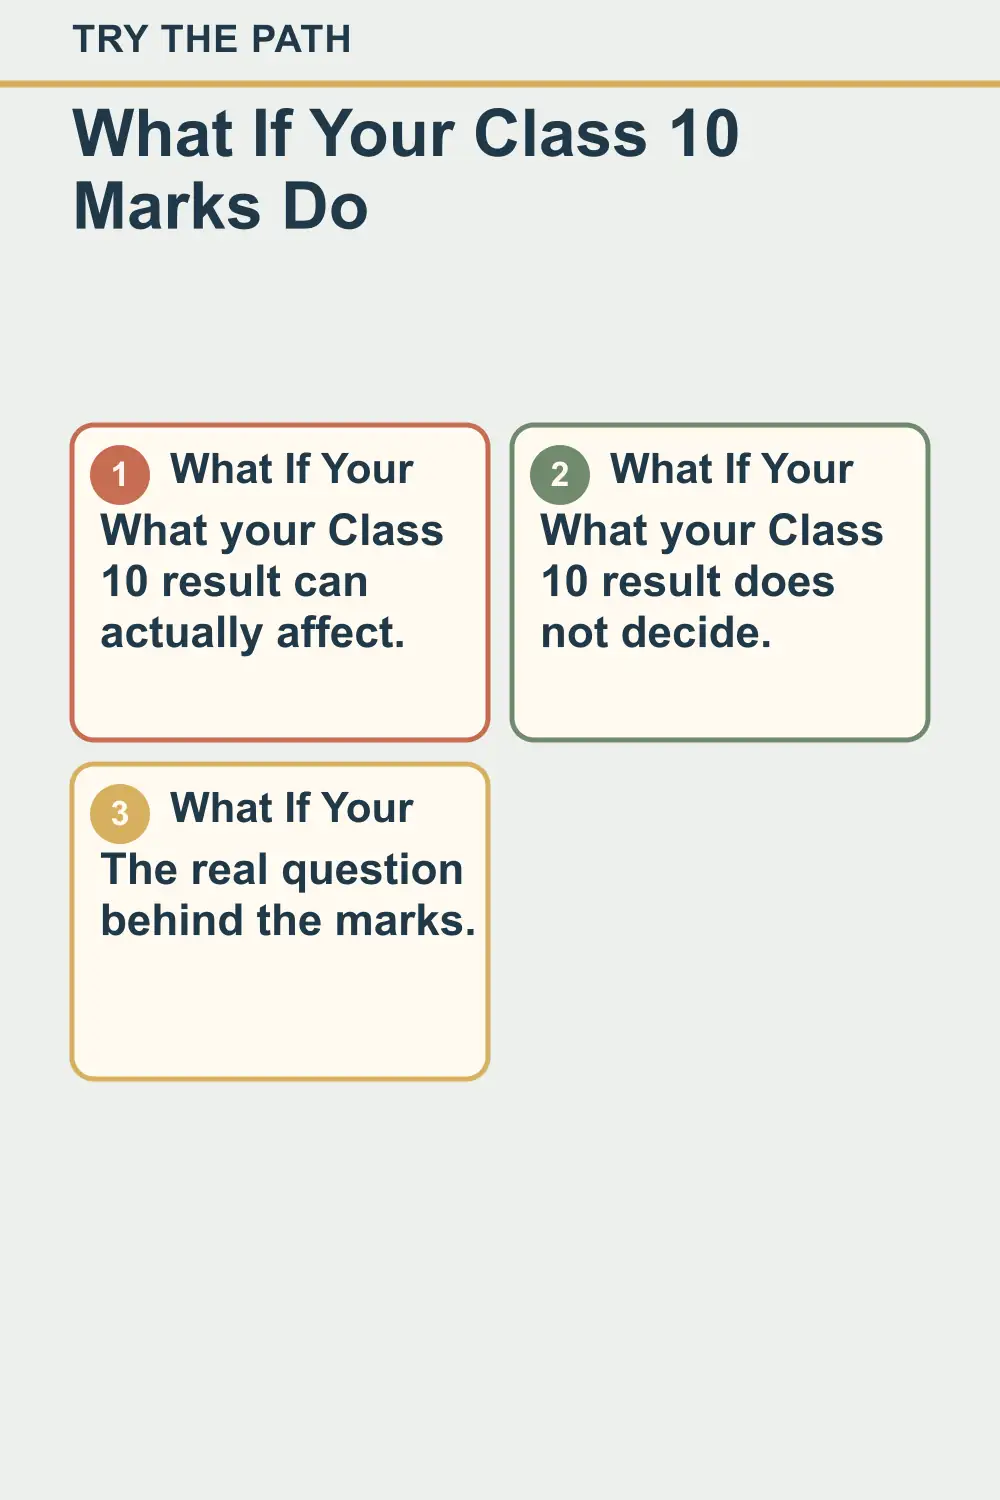 TRY THE PATH
What If Your Class 10
Marks Do
1 What If Your
What your Class
10 result can
actually affect.
2 What If Your
What your Class
10 result does
not decide.
3 What If Your
The real question
behind the marks.